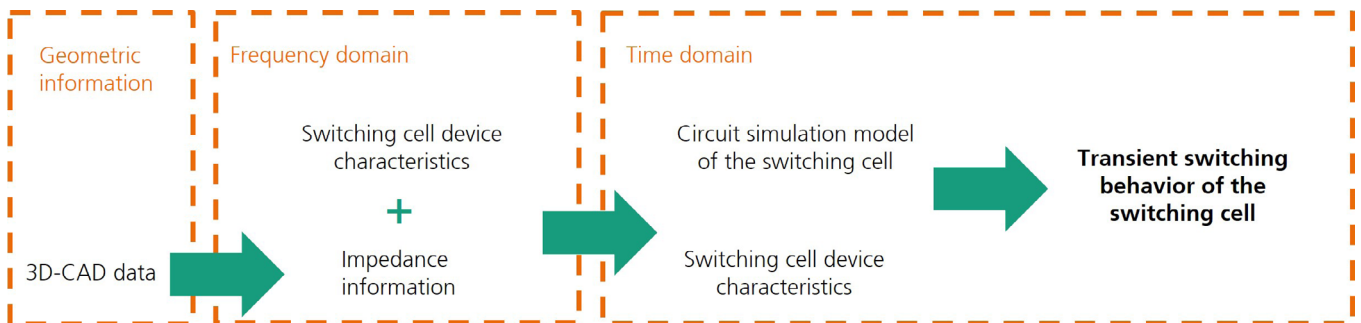 Geometric
information
3D-CAD data
Frequency domain
Switching cell device
characteristics
+
Impedance
information
Time domain
Circuit simulation model
of the switching cell
Switching cell device
characteristics
Transient switching
behavior of the
switching cell